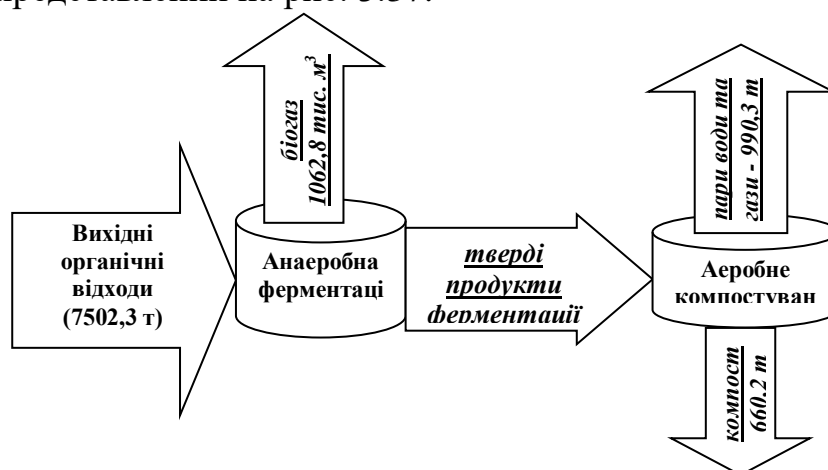 представлений на рис. 3.37.
біогаз
1062,8 тис. м³
пари води та
гази - 990,3 т
Вихідні
органічні
відходи
(7502,3 т)
Анаеробна
ферментаці
тверді
продукти
ферментації
Аеробне
компостуван
компост
660.2 т